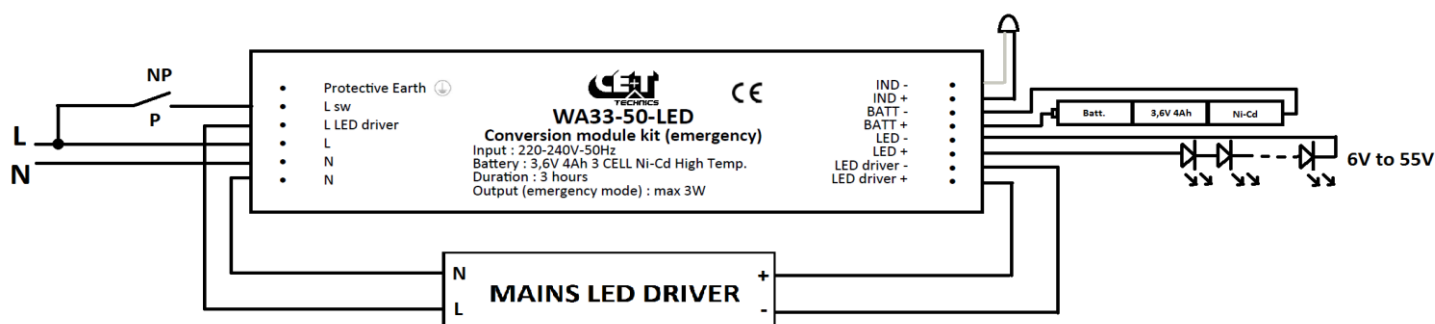 NP
P
L
N
Protective Earth
L sw
L LED driver
L
N
N
CE+T
TECHNICS
CE
WA33-50-LED
Conversion module kit (emergency)
Input : 220-240V-50Hz
Battery : 3,6V 4Ah 3 CELL Ni-Cd High Temp.
Duration : 3 hours
Output (emergency mode) : max 3W
IND -
IND +
BATT -
BATT +
LED -
LED +
LED driver -
LED driver +
Batt. 3,6V 4Ah Ni-Cd
6V to 55V
N
L
MAINS LED DRIVER
+
-